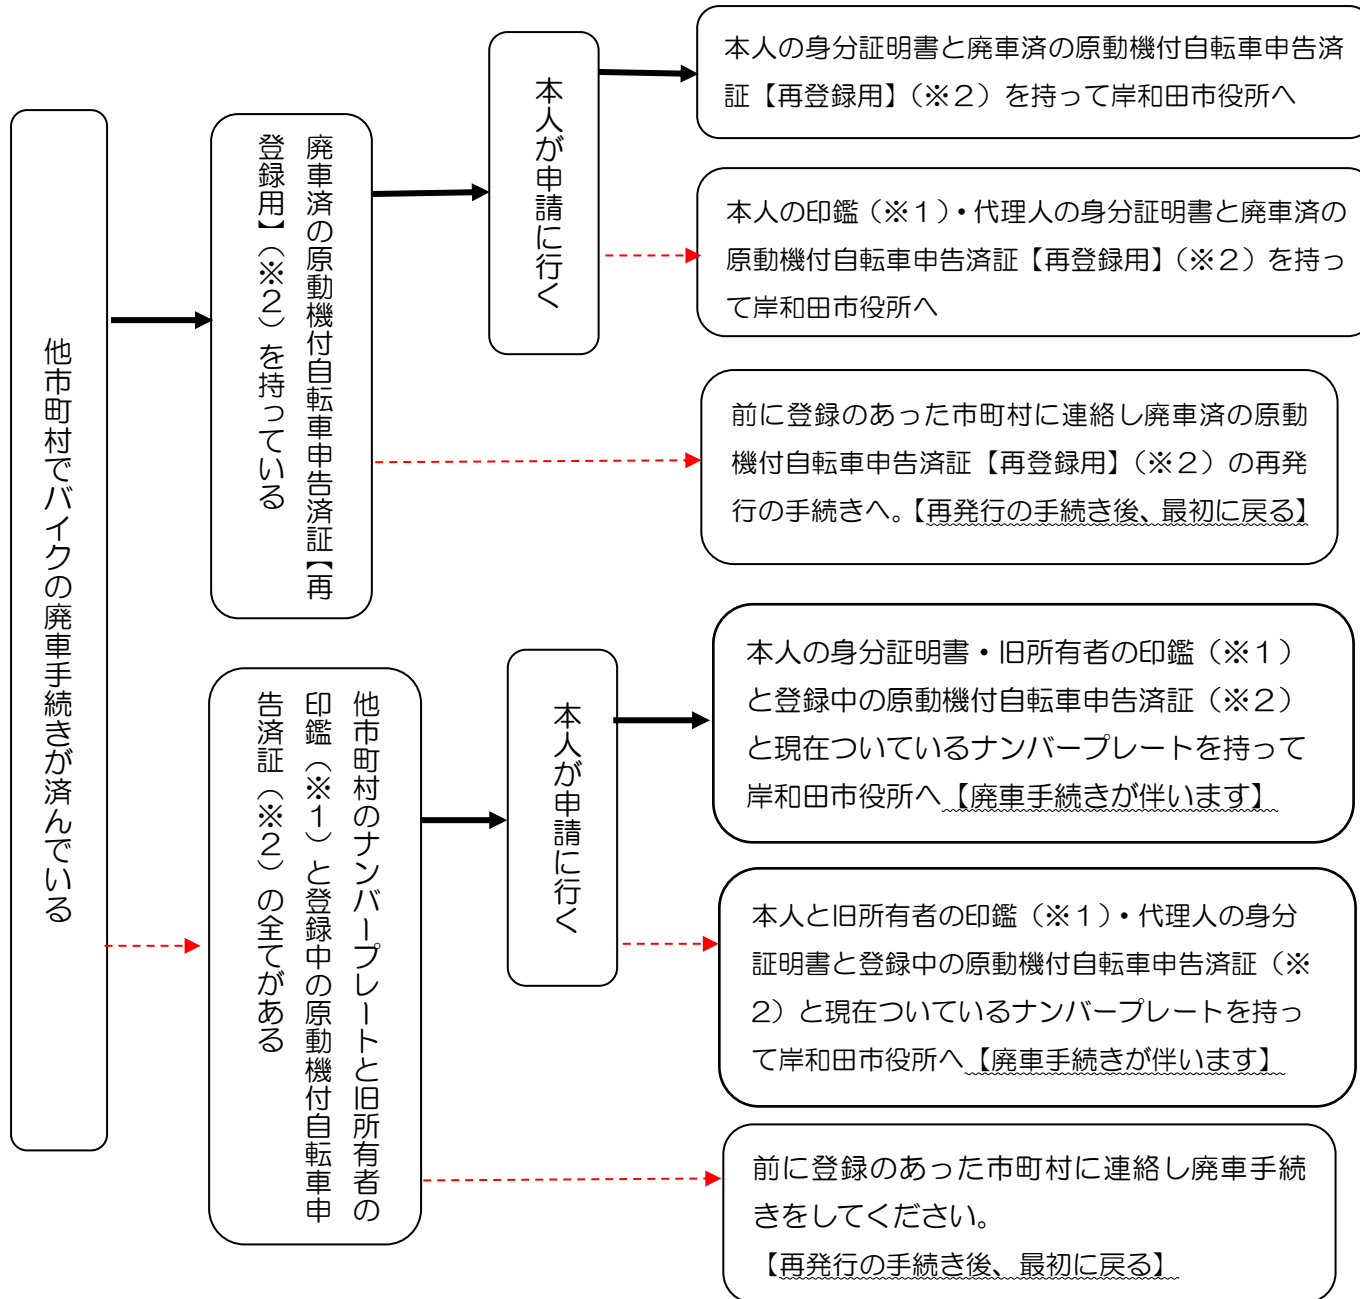 他市町村でバイクの廃車手続きが済んでいる
廃車済の原動機付自転車申告済証【再
登録用】（※２）を持っている
本人が申請に行く
本人の身分証明書と廃車済の原動機付自転車申告済
証【再登録用】（※２）を持って岸和田市役所へ
本人の印鑑（※１）・代理人の身分証明書と廃車済の
原動機付自転車申告済証【再登録用】（※２）を持っ
て岸和田市役所へ
前に登録のあった市町村に連絡し廃車済の原動
機付自転車申告済証【再登録用】（※２）の再発
行の手続きへ。【再発行の手続き後、最初に戻る】
他市町村のナンバープレートと旧所有者の
印鑑（※１）と登録中の原動機付自転車申
告済証（※２）の全てがある
本人が申請に行く
本人の身分証明書・旧所有者の印鑑（※１）
と登録中の原動機付自転車申告済証（※２）
と現在ついているナンバープレートを持って
岸和田市役所へ【廃車手続きが伴います】
本人と旧所有者の印鑑（※１）・代理人の身分
証明書と登録中の原動機付自転車申告済証（※
２）と現在ついているナンバープレートを持っ
て岸和田市役所へ【廃車手続きが伴います】
前に登録のあった市町村に連絡し廃車手続
きをしてください。
【再発行の手続き後、最初に戻る】